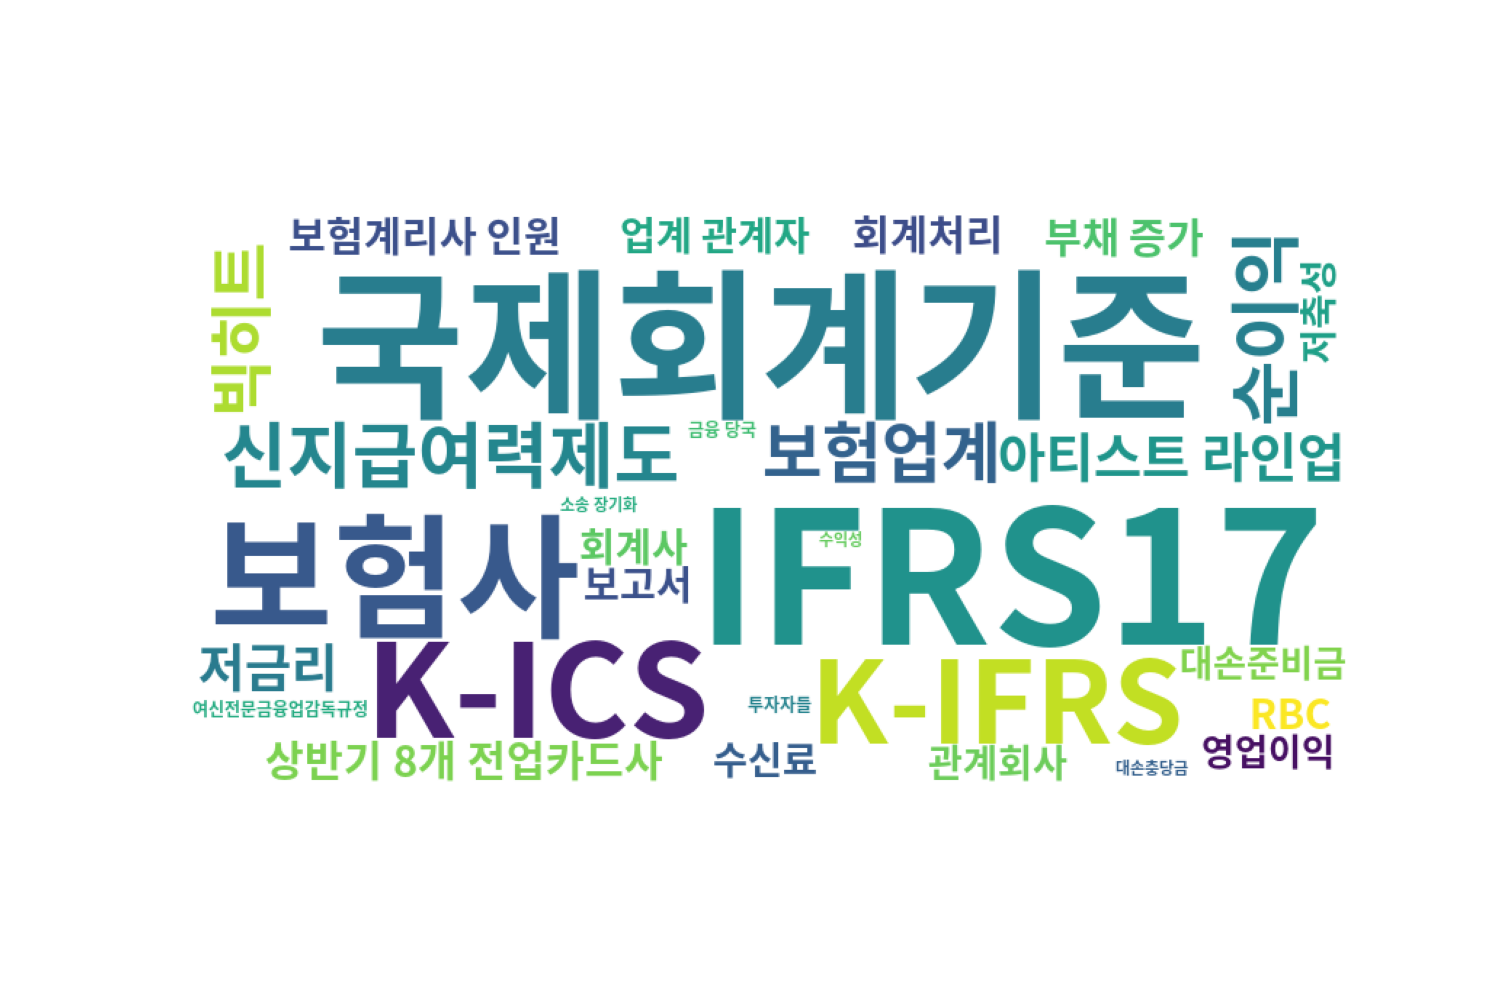 보험계리사 인원
업계 관계자
회계처리
부채 증가
빅히트
국제회계기준
순이익
저축성
신지급여력제도
금융 당국
보험업계
아티스트 라인업
보험사
소송 장기화
회계사
보고서
IFRS17
수익성
저금리
여신전문금융업감독규정
K-ICS
투자자들
K-IFRS
대손준비금
RBC
상반기 8개 전업카드사
수신료
관계회사
대손충당금
영업이익